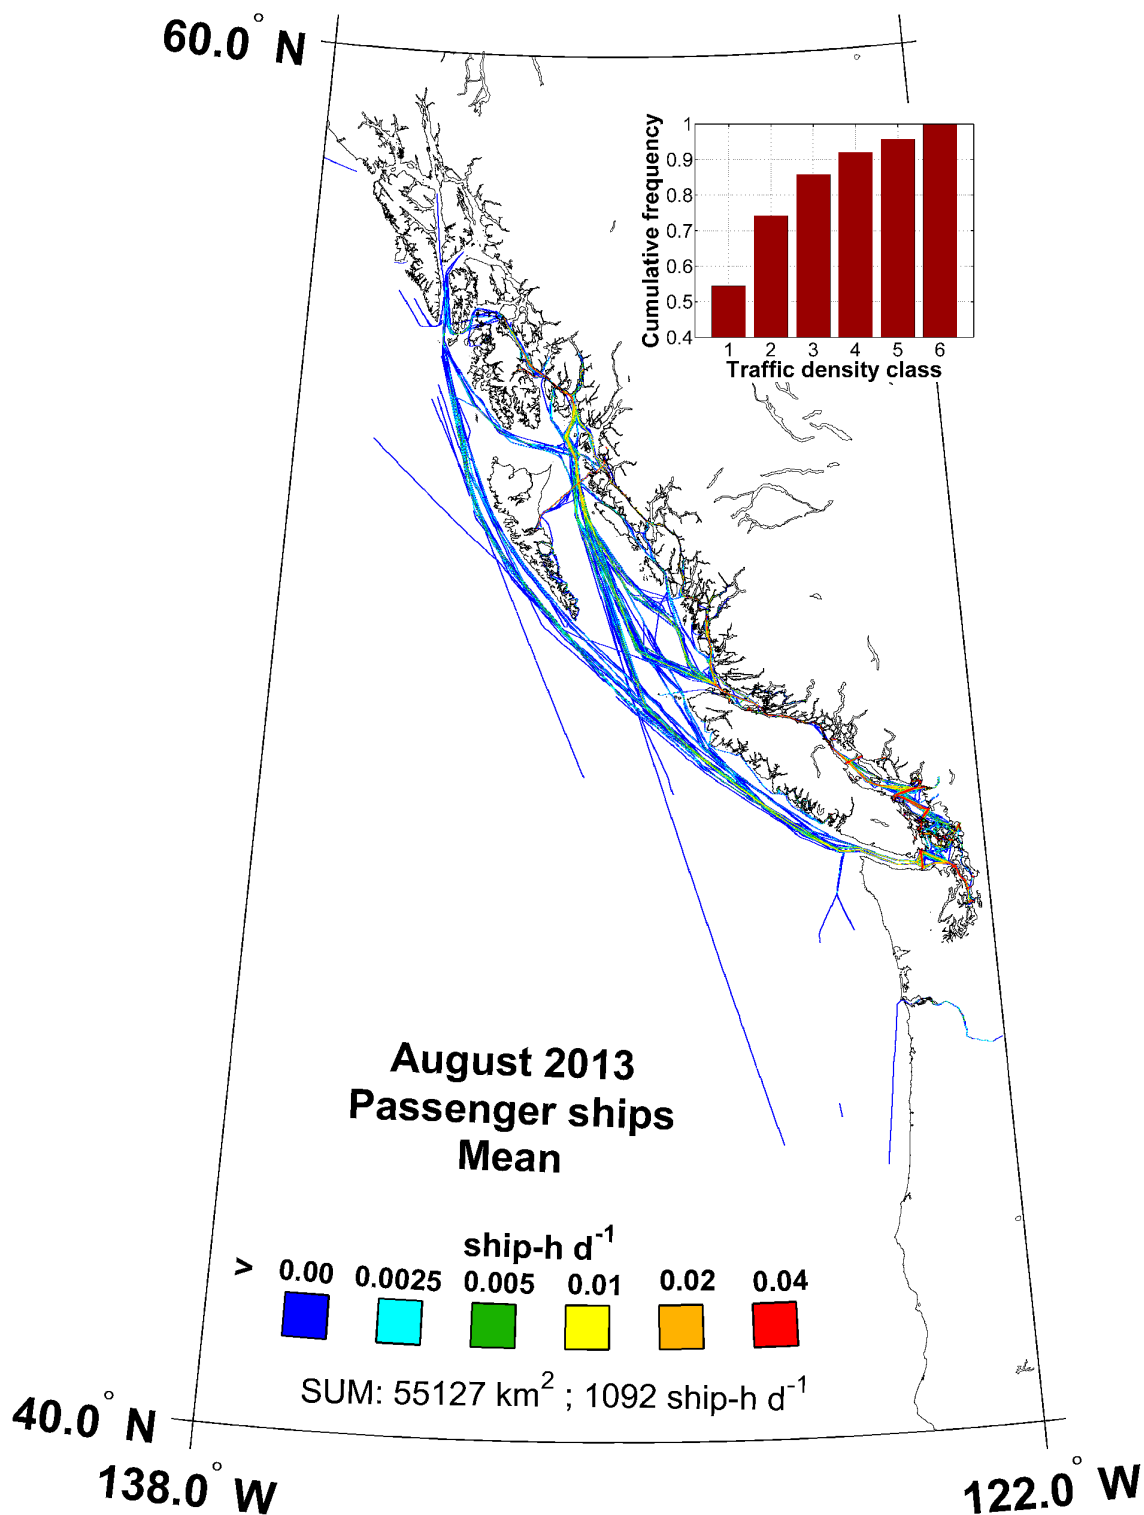 60.0° N
Cumulative frequency
1
0.9
0.8
0.7
0.6
0.5
0.4
1 2 3 4 5 6
Traffic density class
August 2013
Passenger ships
Mean
ship-h d⁻¹
> 0.00 0.0025 0.005 0.01 0.02 0.04
SUM: 55127 km² ; 1092 ship-h d⁻¹
40.0° N
138.0° W
122.0° W